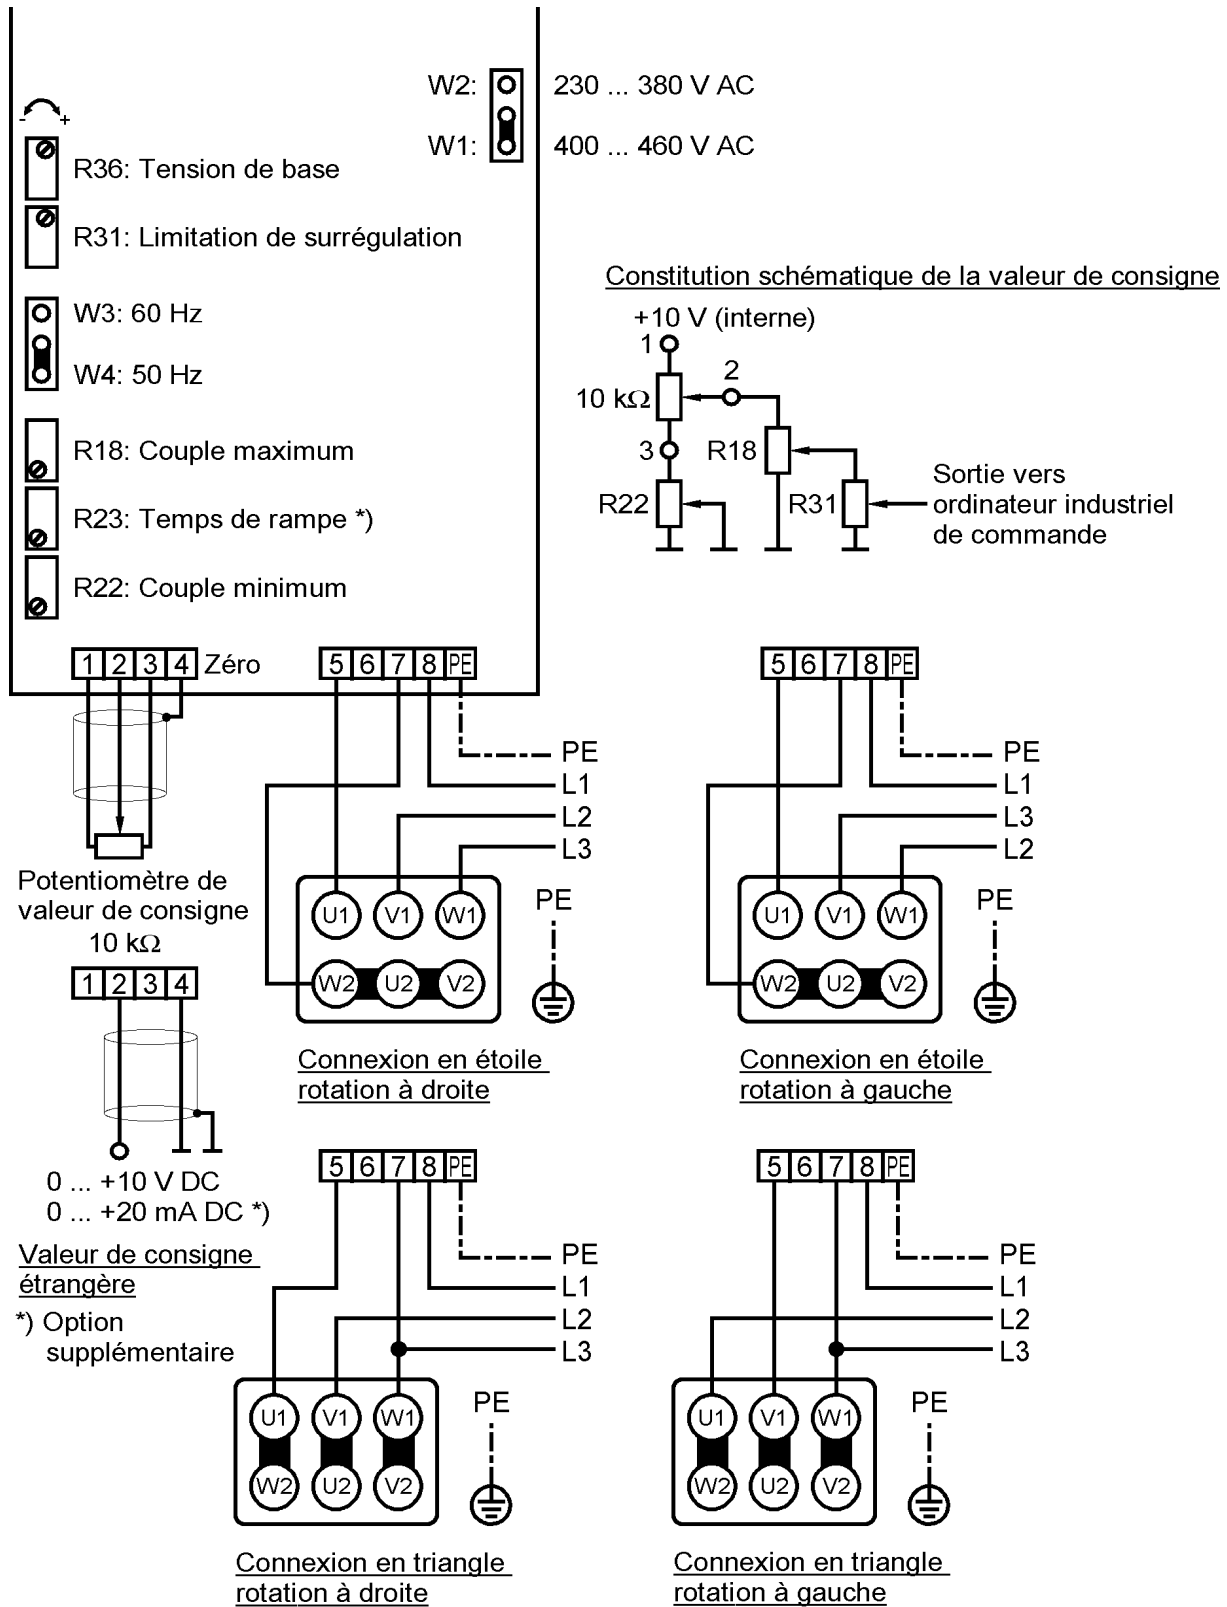 W2: 230 ... 380 V AC
W1: 400 ... 460 V AC
- +
R36: Tension de base
R31: Limitation de surrégulation
W3: 60 Hz
W4: 50 Hz
R18: Couple maximum
R23: Temps de rampe *)
R22: Couple minimum
Constitution schématique de la valeur de consigne
+10 V (interne)
1
2
10 kΩ
3
R18
R22
R31
Sortie vers
ordinateur industriel
de commande
1 2 3 4 Zéro
5 6 7 8 PE
PE
L1
L2
L3
U1 V1 W1
W2 U2 V2
PE
Connexion en étoile
rotation à droite
5 6 7 8 PE
PE
L1
L3
L2
U1 V1 W1
W2 U2 V2
PE
Connexion en étoile
rotation à gauche
Potentiomètre de
valeur de consigne
10 kΩ
1 2 3 4
0 ... +10 V DC
0 ... +20 mA DC *)
Valeur de consigne
étrangère
*) Option
supplémentaire
5 6 7 8 PE
PE
L1
L2
L3
U1 V1 W1
W2 U2 V2
PE
Connexion en triangle
rotation à droite
5 6 7 8 PE
PE
L1
L2
L3
U1 V1 W1
W2 U2 V2
PE
Connexion en triangle
rotation à gauche